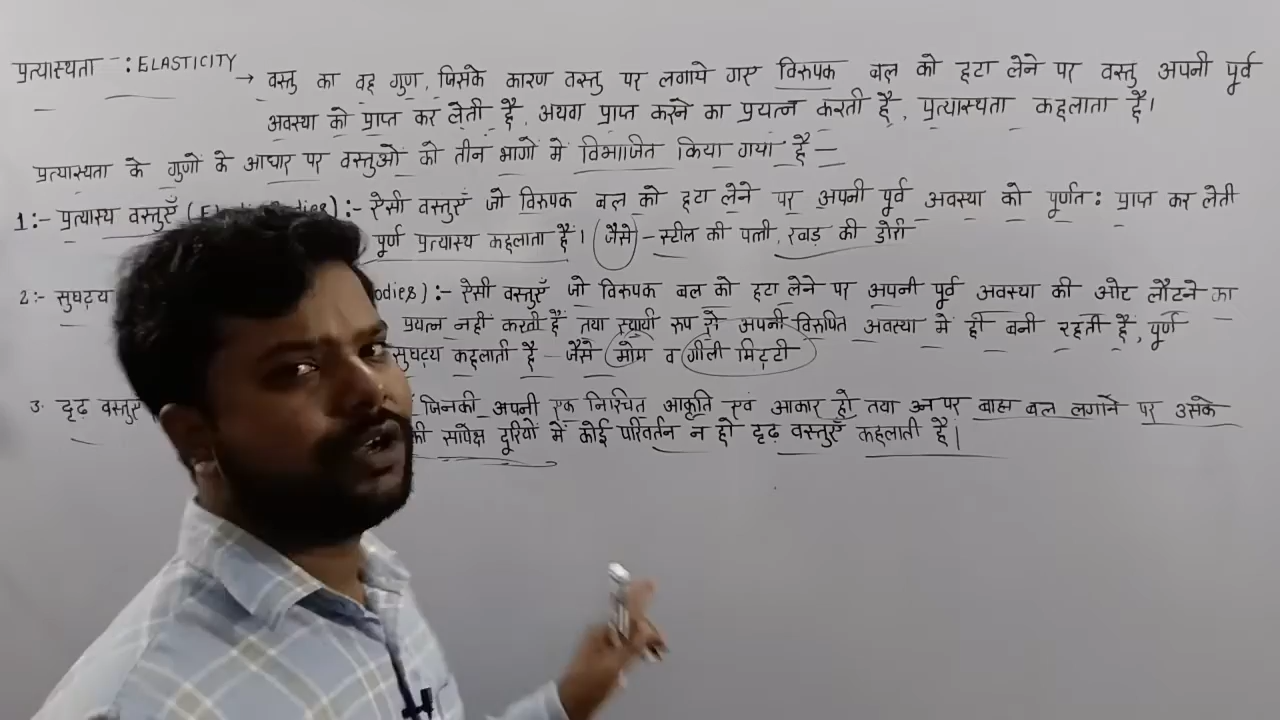 प्रत्यास्थता -: ELASTICITY → वस्तु का वह गुण, जिसके कारण वस्तु पर लगाये गए विरुपक बल को हटा लेने पर वस्तु अपनी पूर्व
अवस्था को प्राप्त कर लेती है, अथवा प्राप्त करने का प्रयत्न करती है, प्रत्यास्थता कहलाता है।
प्रत्यास्थता के गुणों के आधार पर वस्तुओं को तीन भागों में विभाजित किया गया है —
1:- प्रत्यास्थ वस्तुएँ ( :- ऐसी वस्तुएँ जो विरुपक बल को हटा लेने पर अपनी पूर्व अवस्था को पूर्णत: प्राप्त कर लेती
पूर्ण प्रत्यास्थ कहलाता है। जैसे - स्टील की पत्ती, रबड़ की डोरी
2:- सुघट्य odies) :- ऐसी वस्तुएँ जो विरुपक बल को हटा लेने पर अपनी पूर्व अवस्था की ओर लौटने का
प्रयत्न नहीं करती है तथा स्थायी रूप से अपनी विरुपित अवस्था में ही बनी रहती है, पूर्ण
सुघट्य कहलाती है - जैसे मोम व गीली मिट्टी
3. दृढ़ वस्तुएँ जिनकी अपनी एक निश्चित आकृति एवं आकार हो तथा उन पर बाह्य बल लगाने पर उसके
की सापेक्ष दूरियों में कोई परिवर्तन न हो दृढ़ वस्तुएँ कहलाती है।